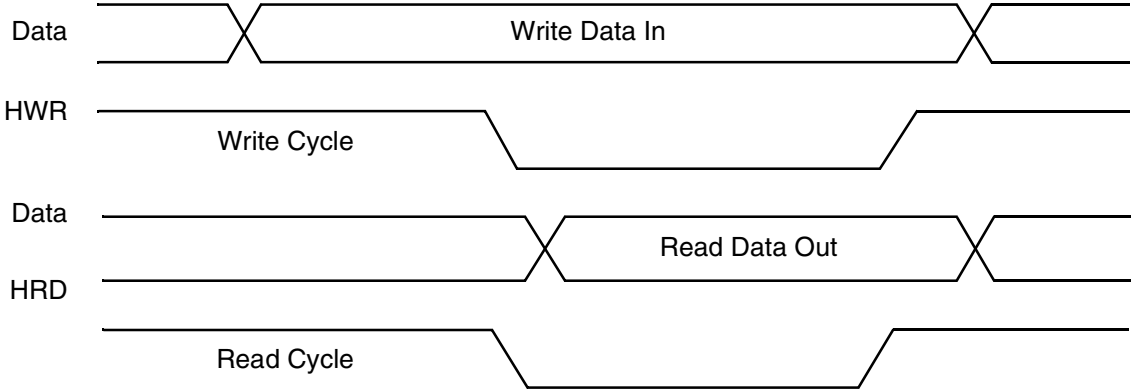 Data
Write Data In
HWR
Write Cycle
Data
Read Data Out
HRD
Read Cycle